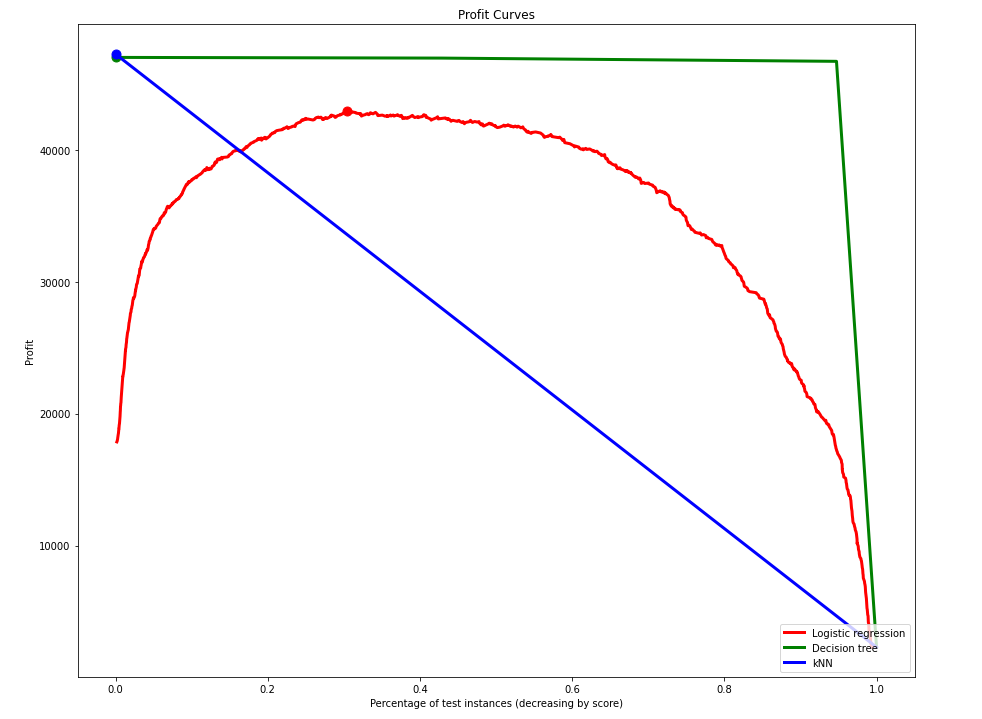 Profit Curves
Profit
40000
30000
20000
10000
0.0
0.2
0.4
0.6
0.8
1.0
Percentage of test instances (decreasing by score)
Logistic regression
Decision tree
kNN